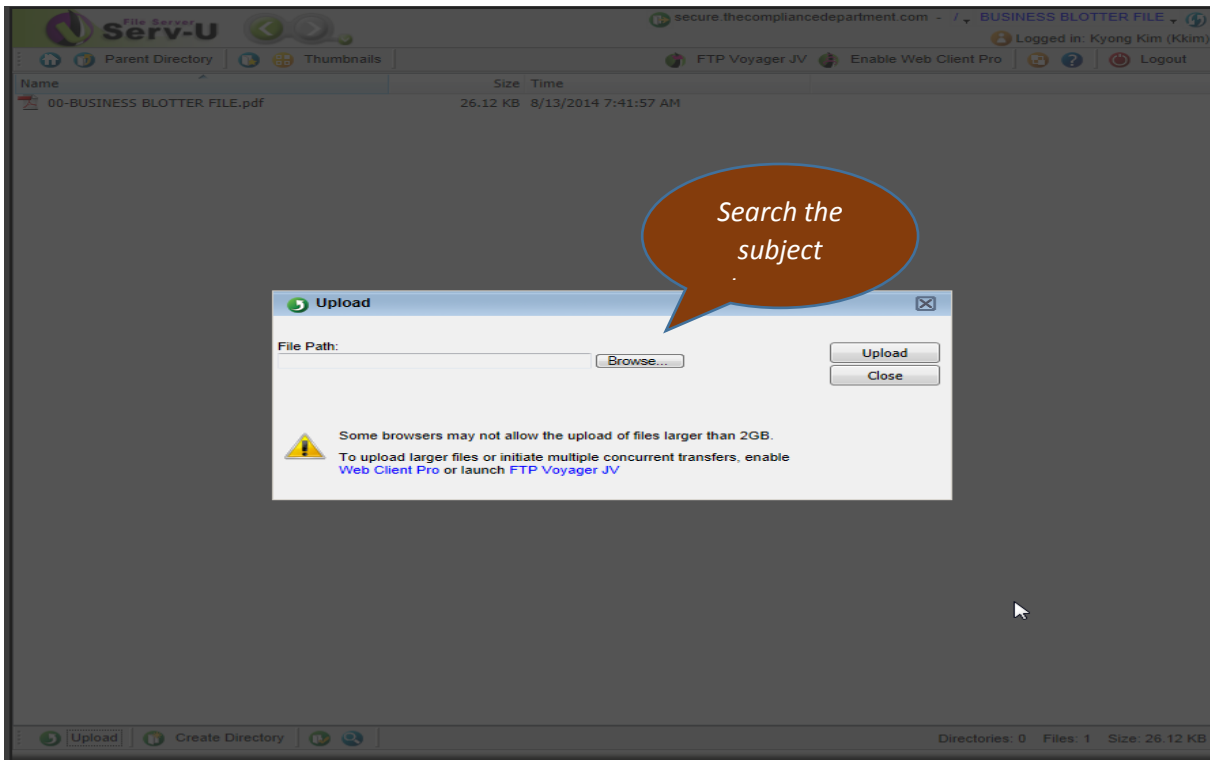 File Server
Serv-U
secure.thecompliancedepartment.com - / BUSINESS BLOTTER FILE
Logged in: Kyong Kim (Kkim)
Parent Directory Thumbnails FTP Voyager JV Enable Web Client Pro Logout
Name Size Time
00-BUSINESS BLOTTER FILE.pdf 26.12 KB 8/13/2014 7:41:57 AM
Search the
subject
Upload
File Path:
Browse...
Upload
Close
Some browsers may not allow the upload of files larger than 2GB.
To upload larger files or initiate multiple concurrent transfers, enable
Web Client Pro or launch FTP Voyager JV
Upload Create Directory Directories: 0 Files: 1 Size: 26.12 KB